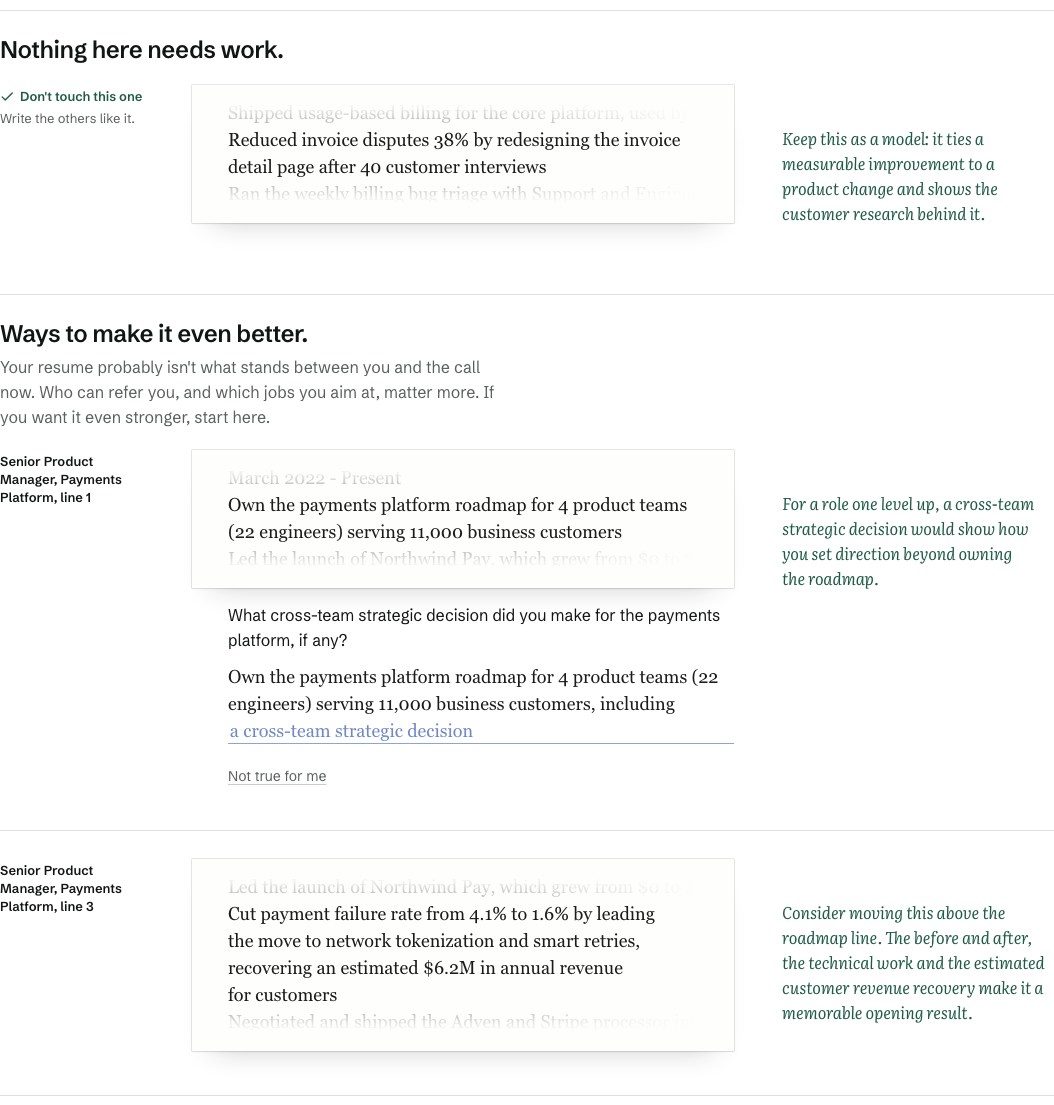 Nothing here needs work.
Don't touch this one
Write the others like it.
Shipped usage-based billing for the core platform, used by
Reduced invoice disputes 38% by redesigning the invoice
detail page after 40 customer interviews
Ran the weekly billing bug triage with Support and
Keep this as a model: it ties a
measurable improvement to a
product change and shows the
customer research behind it.
Ways to make it even better.
Your resume probably isn't what stands between you and the call
now. Who can refer you, and which jobs you aim at, matter more. If
you want it even stronger, start here.
Senior Product
Manager, Payments
Platform, line 1
March 2022 - Present
Own the payments platform roadmap for 4 product teams
(22 engineers) serving 11,000 business customers
Led the launch of Northwind Pay, which grew from $0 to
For a role one level up, a cross-team
strategic decision would show how
you set direction beyond owning
the roadmap.
What cross-team strategic decision did you make for the payments
platform, if any?
Own the payments platform roadmap for 4 product teams (22
engineers) serving 11,000 business customers, including
a cross-team strategic decision
Not true for me
Senior Product
Manager, Payments
Platform, line 3
Led the launch of Northwind Pay, which grew from $0 to
Cut payment failure rate from 4.1% to 1.6% by leading
the move to network tokenization and smart retries,
recovering an estimated $6.2M in annual revenue
for customers
Negotiated and shipped the Adyen and Stripe processor
Consider moving this above the
roadmap line. The before and after,
the technical work and the estimated
customer revenue recovery make it a
memorable opening result.